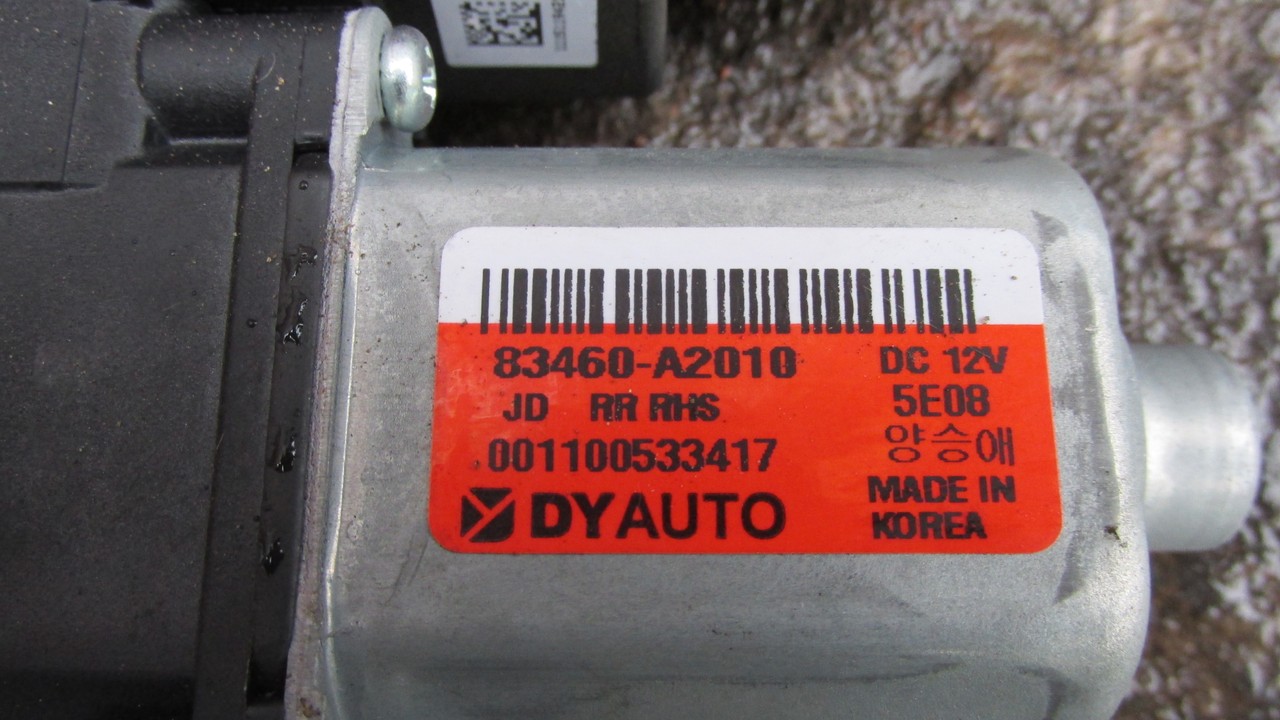 83460-A2010 DC 12V
JD RR RHS 5E08
001100533417 양승애
DYAUTO MADE IN
KOREA